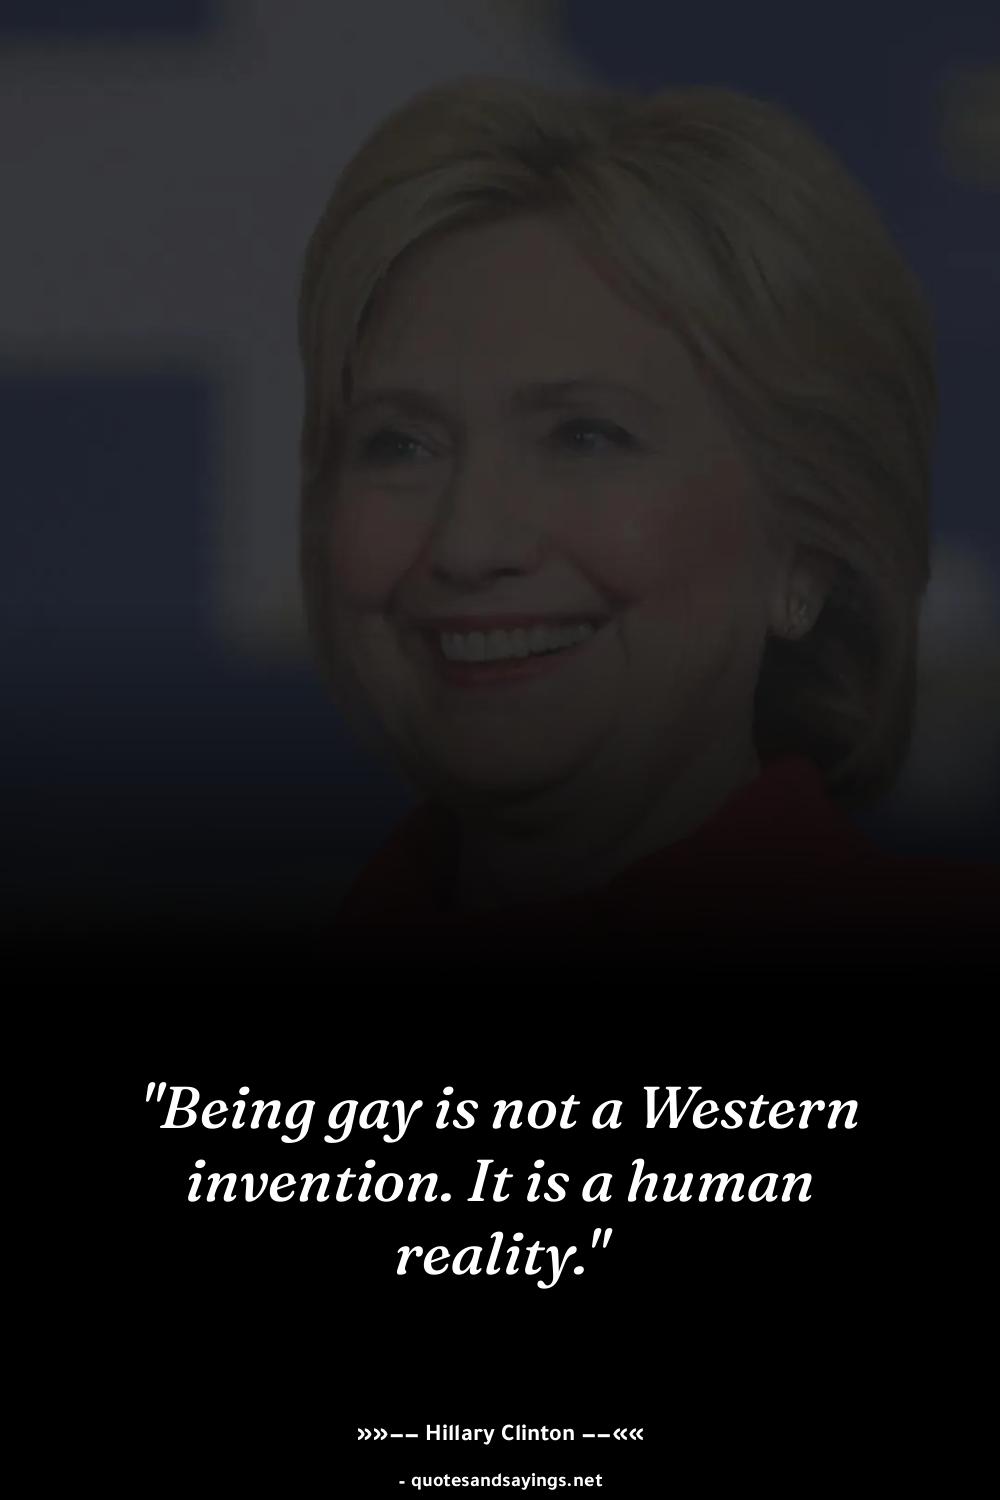 "Being gay is not a Western
invention. It is a human
reality."
»»–– Hillary Clinton ––««
- quotesandsayings.net